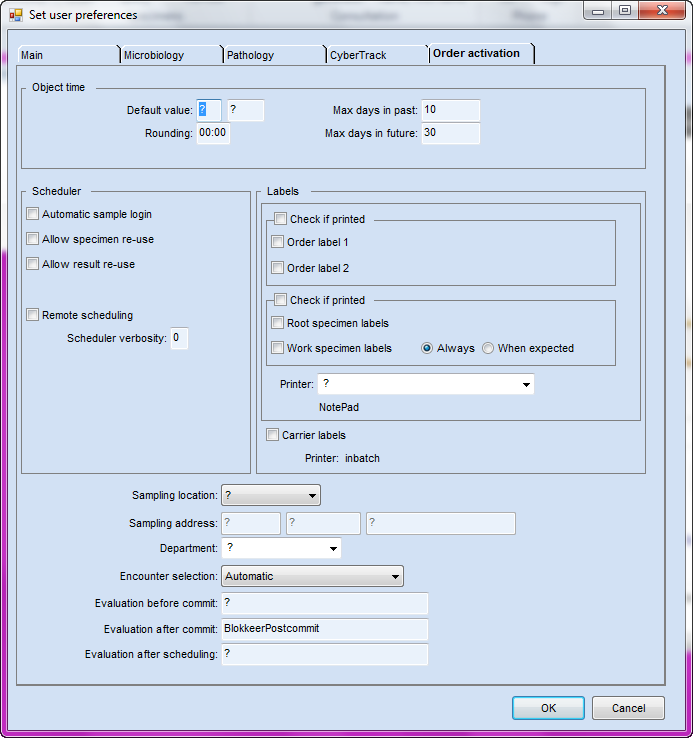 Set user preferences
Main Microbiology Pathology CyberTrack Order activation
Object time
Default value: ? ? Max days in past: 10
Rounding: 00:00 Max days in future: 30
Scheduler Labels
Automatic sample login Check if printed
Allow specimen re-use Order label 1
Allow result re-use Order label 2
Check if printed
Remote scheduling Root specimen labels
Scheduler verbosity: 0 Work specimen labels Always When expected
Printer: ?
NotePad
Carrier labels
Printer: inbatch
Sampling location: ?
Sampling address: ? ? ?
Department: ?
Encounter selection: Automatic
Evaluation before commit: ?
Evaluation after commit: BlokkeerPostcommit
Evaluation after scheduling: ?
OK Cancel